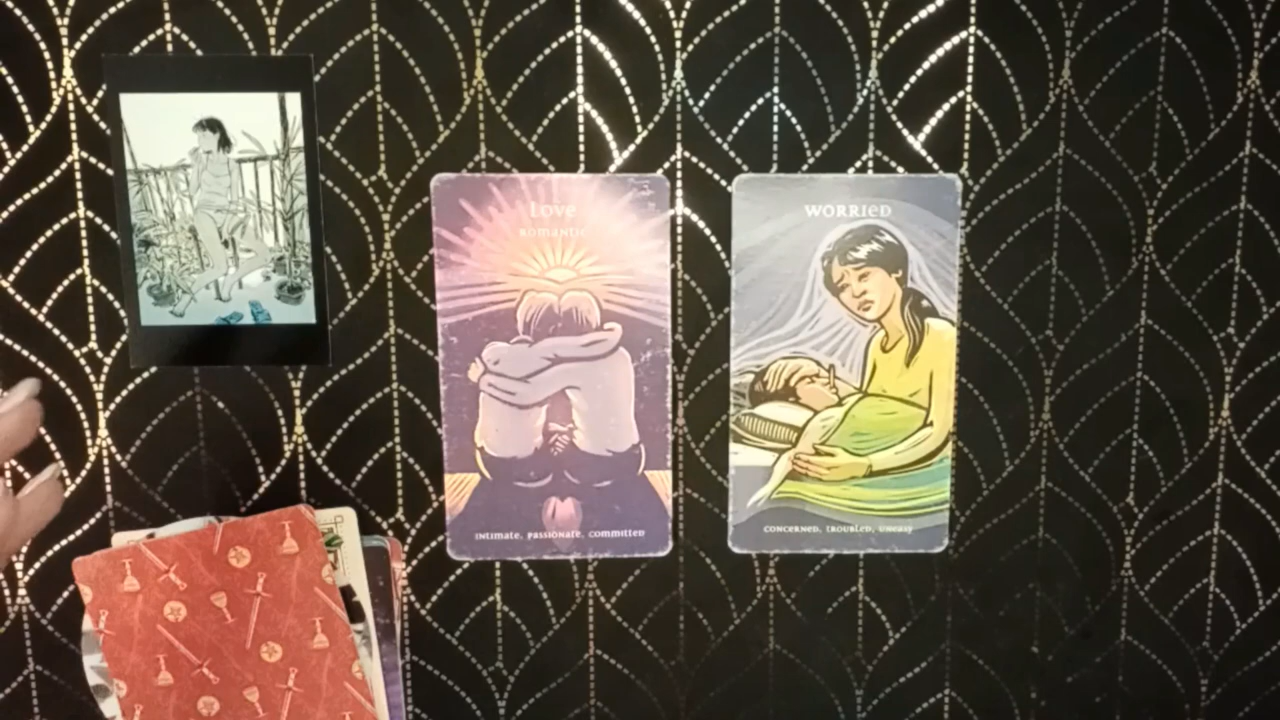 Love
ROMANTIC
INTIMATE, PASSIONATE, COMMITTED
WORRIED
CONCERNED, TROUBLED, UNEASY